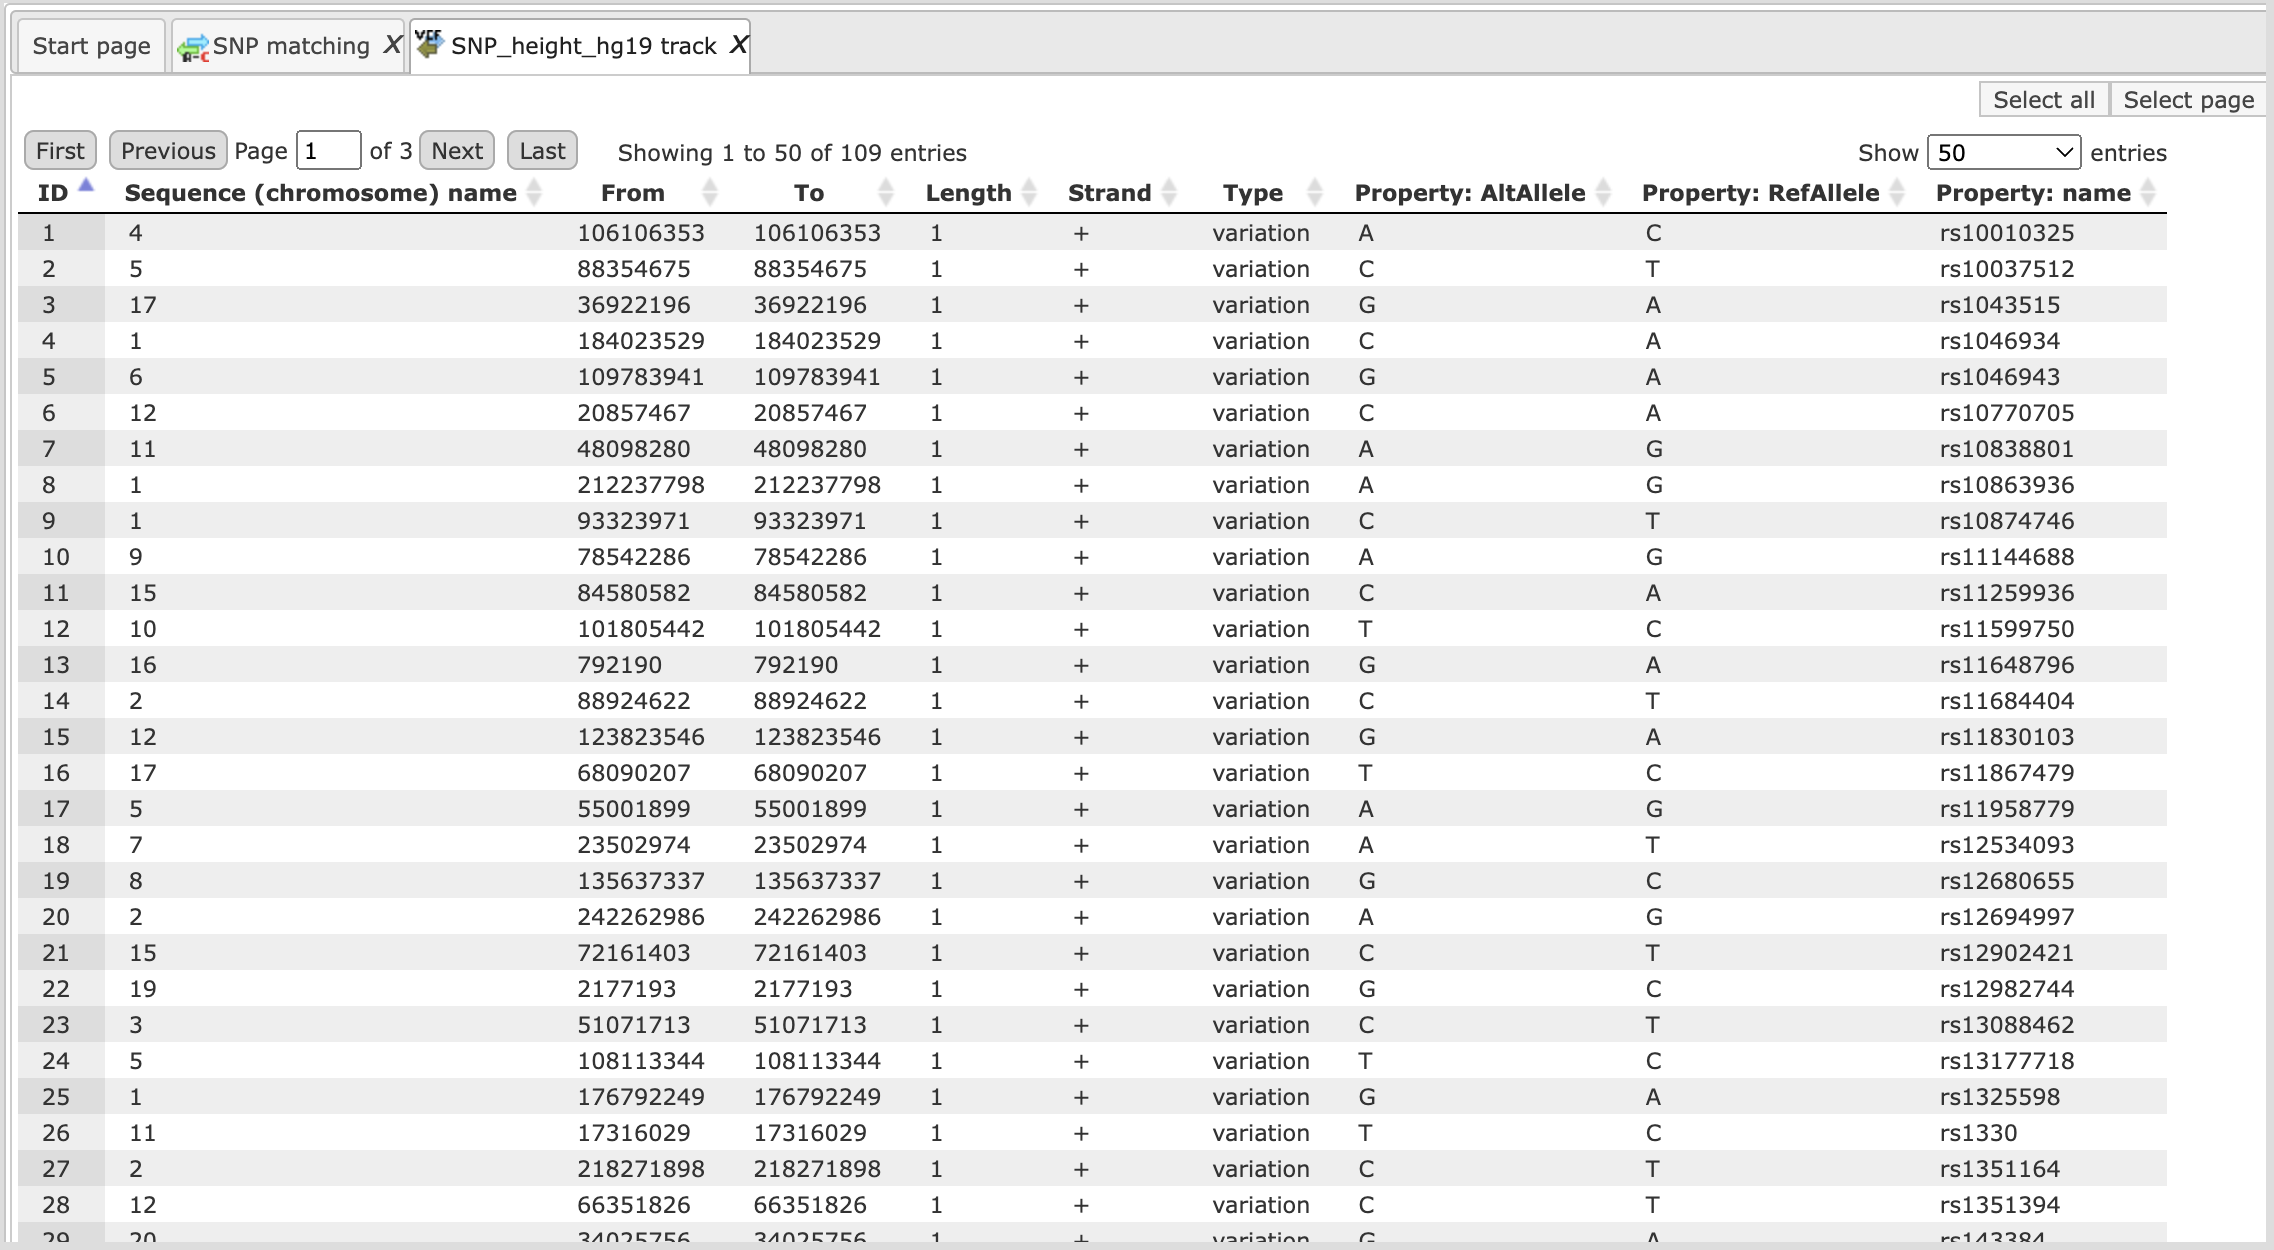 Start page SNP matching X VCF SNP_height_hg19 track X
Select all Select page
First Previous Page 1 of 3 Next Last Showing 1 to 50 of 109 entries Show 50 entries
ID Sequence (chromosome) name From To Length Strand Type Property: AltAllele Property: RefAllele Property: name
1 4 106106353 106106353 1 + variation A C rs10010325
2 5 88354675 88354675 1 + variation C T rs10037512
3 17 36922196 36922196 1 + variation G A rs1043515
4 1 184023529 184023529 1 + variation C A rs1046934
5 6 109783941 109783941 1 + variation G A rs1046943
6 12 20857467 20857467 1 + variation C A rs10770705
7 11 48098280 48098280 1 + variation A G rs10838801
8 1 212237798 212237798 1 + variation A G rs10863936
9 1 93323971 93323971 1 + variation C T rs10874746
10 9 78542286 78542286 1 + variation A G rs11144688
11 15 84580582 84580582 1 + variation C A rs11259936
12 10 101805442 101805442 1 + variation T C rs11599750
13 16 792190 792190 1 + variation G A rs11648796
14 2 88924622 88924622 1 + variation C T rs11684404
15 12 123823546 123823546 1 + variation G A rs11830103
16 17 68090207 68090207 1 + variation T C rs11867479
17 5 55001899 55001899 1 + variation A G rs11958779
18 7 23502974 23502974 1 + variation A T rs12534093
19 8 135637337 135637337 1 + variation G C rs12680655
20 2 242262986 242262986 1 + variation A G rs12694997
21 15 72161403 72161403 1 + variation C T rs12902421
22 19 2177193 2177193 1 + variation G C rs12982744
23 3 51071713 51071713 1 + variation C T rs13088462
24 5 108113344 108113344 1 + variation T C rs13177718
25 1 176792249 176792249 1 + variation G A rs1325598
26 11 17316029 17316029 1 + variation T C rs1330
27 2 218271898 218271898 1 + variation C T rs1351164
28 12 66351826 66351826 1 + variation C T rs1351394
29 20 34025756 34025756 1 + variation G A rs143384